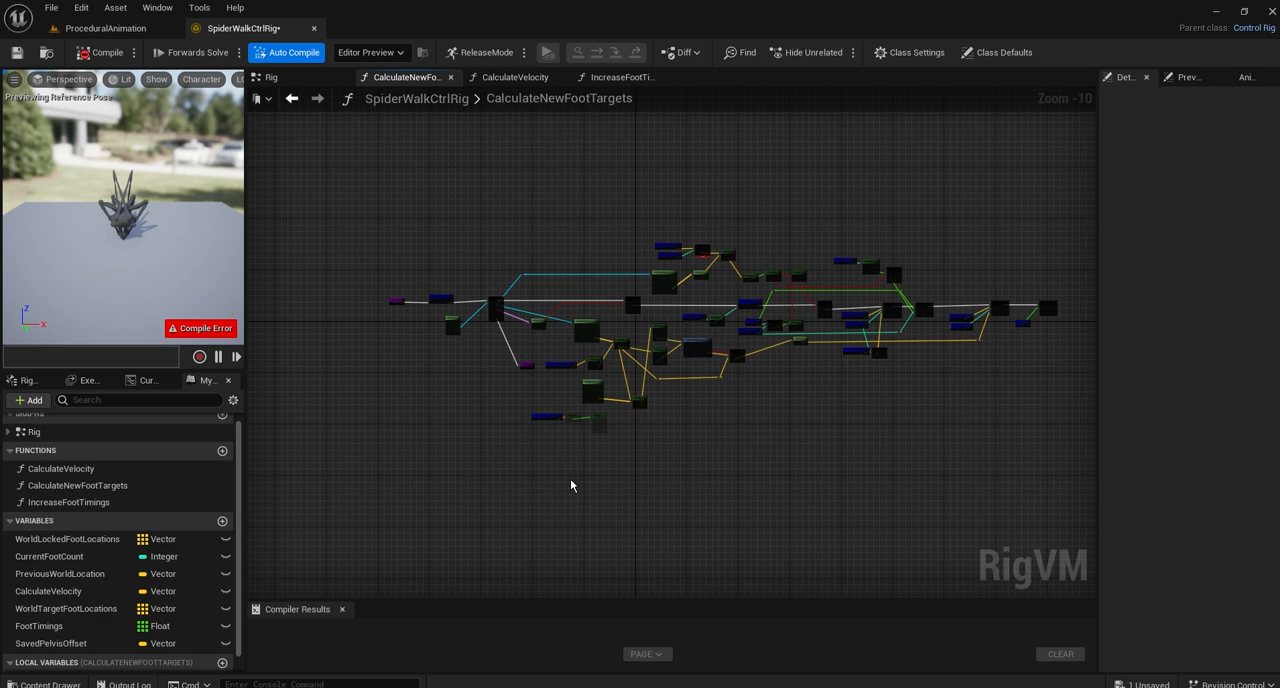 File Edit Asset Window Tools Help
ProceduralAnimation
SpiderWalkCtrlRig•
Parent class: Control Rig
Compile
Forwards Solve
Auto Compile
Editor Preview
ReleaseMode
Diff
Find
Hide Unrelated
Class Settings
Class Defaults
Perspective
Lit
Show
Character
Previewing Reference Pose
Rig
CalculateNewFo...
CalculateVelocity
IncreaseFootTi...
Det...
Prev...
Ani...
SpiderWalkCtrlRig > CalculateNewFootTargets
Zoom -10
Z
X
Compile Error
Rig...
Exe...
Cur...
My...
+ Add
Search
GRAPHS
Rig
FUNCTIONS
CalculateVelocity
CalculateNewFootTargets
IncreaseFootTimings
VARIABLES
WorldLockedFootLocations Vector
CurrentFootCount Integer
PreviousWorldLocation Vector
CalculateVelocity Vector
WorldTargetFootLocations Vector
FootTimings Float
SavedPelvisOffset Vector
LOCAL VARIABLES (CALCULATENEWFOOTTARGETS)
RigVM
Compiler Results
PAGE
CLEAR
Content Drawer
Output Log
Cmd
Enter Console Command
1 Unsaved
Revision Control